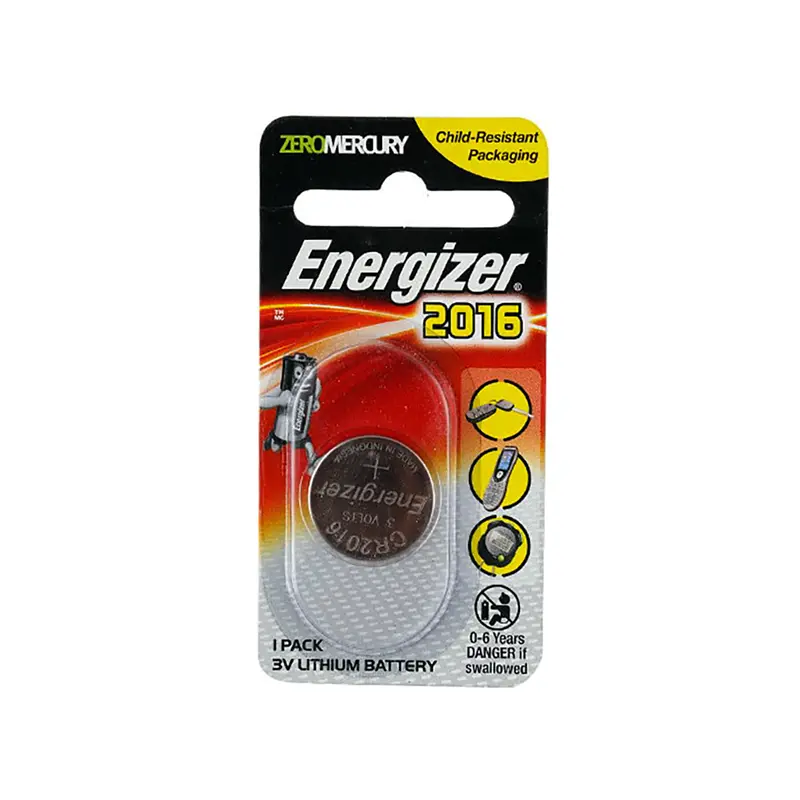 ZEROMERCURY
Child-Resistant
Packaging
Energizer®
2016
TM
MC
Energizer
MADE IN INDONESIA
+
Energizer
3 VOLTS
CR2016
0-6 Years
DANGER if
swallowed
1 PACK
3V LITHIUM BATTERY